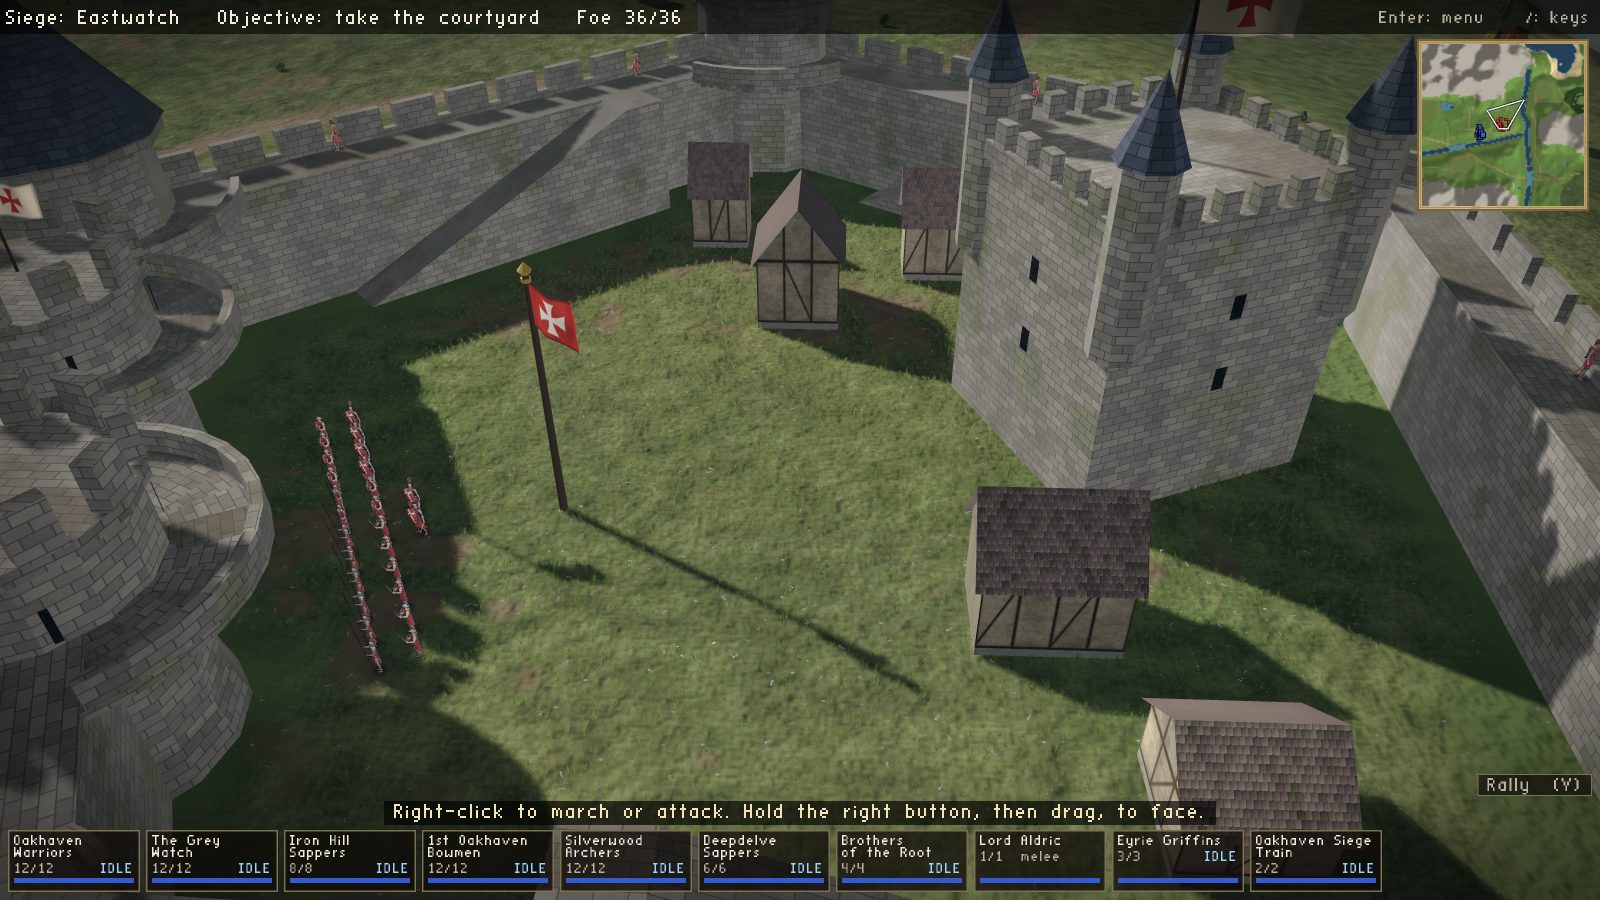 Siege: Eastwatch Objective: take the courtyard Foe 36/36 Enter: menu /: keys
Rally (Y)
Right-click to march or attack. Hold the right button, then drag, to face.
Oakhaven Warriors
12/12 IDLE
The Grey Watch
12/12 IDLE
Iron Hill Sappers
8/8 IDLE
1st Oakhaven Bowmen
12/12 IDLE
Silverwood Archers
12/12 IDLE
Deepdelve Sappers
6/6 IDLE
Brothers of the Root
4/4 IDLE
Lord Aldric
1/1 melee
Eyrie Griffins
3/3 IDLE
Oakhaven Siege Train
2/2 IDLE